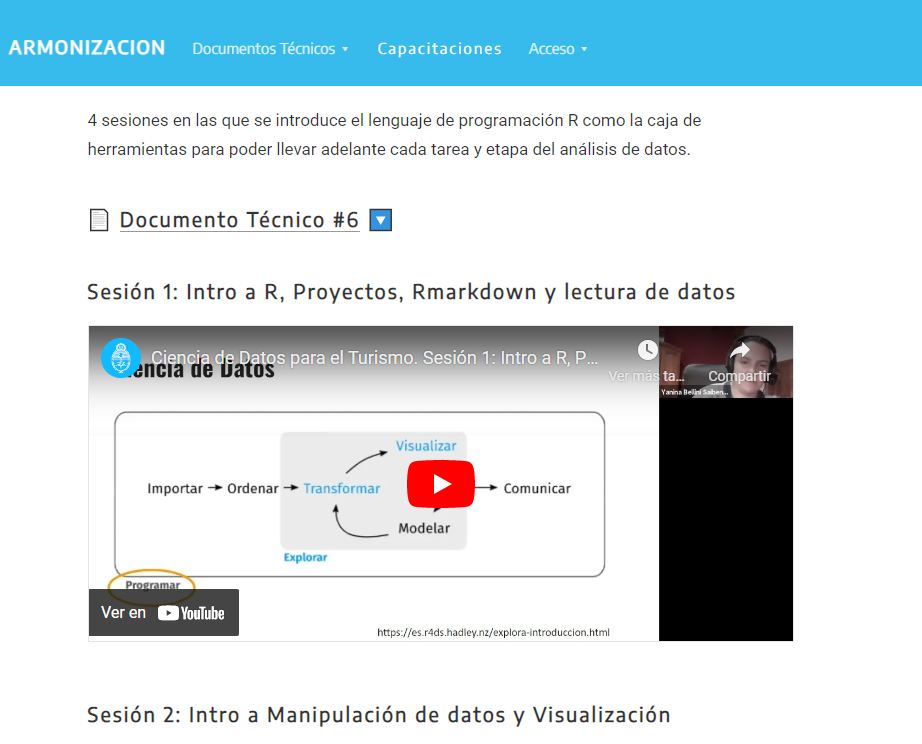 ARMONIZACION Documentos Técnicos Capacitaciones Acceso
4 sesiones en las que se introduce el lenguaje de programación R como la caja de
herramientas para poder llevar adelante cada tarea y etapa del análisis de datos.
Documento Técnico #6
Sesión 1: Intro a R, Proyectos, Rmarkdown y lectura de datos
Ciencia de Datos para el Turismo. Sesión 1: Intro a R, P...
Ver más ta... Compartir
encia de Datos
Yanina Bellini Saiben...
Visualizar
Importar Ordenar Transformar Comunicar
Modelar
Explorar
Programar
Ver en YouTube
https://es.r4ds.hadley.nz/explora-introduccion.html
Sesión 2: Intro a Manipulación de datos y Visualización